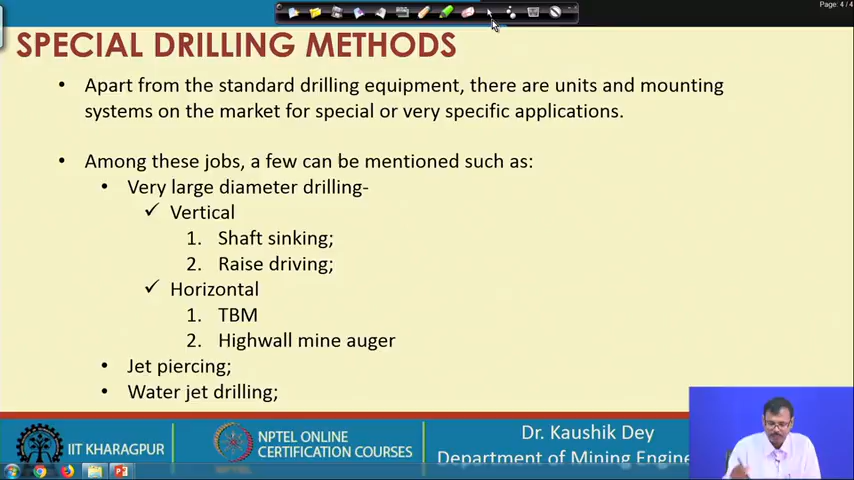 Page: 4 / 4
SPECIAL DRILLING METHODS
• Apart from the standard drilling equipment, there are units and mounting
systems on the market for special or very specific applications.
• Among these jobs, a few can be mentioned such as:
• Very large diameter drilling-
✓ Vertical
1. Shaft sinking;
2. Raise driving;
✓ Horizontal
1. TBM
2. Highwall mine auger
• Jet piercing;
• Water jet drilling;
IIT KHARAGPUR
NPTEL ONLINE
CERTIFICATION COURSES
Dr. Kaushik Dey
Department of Mining Engine